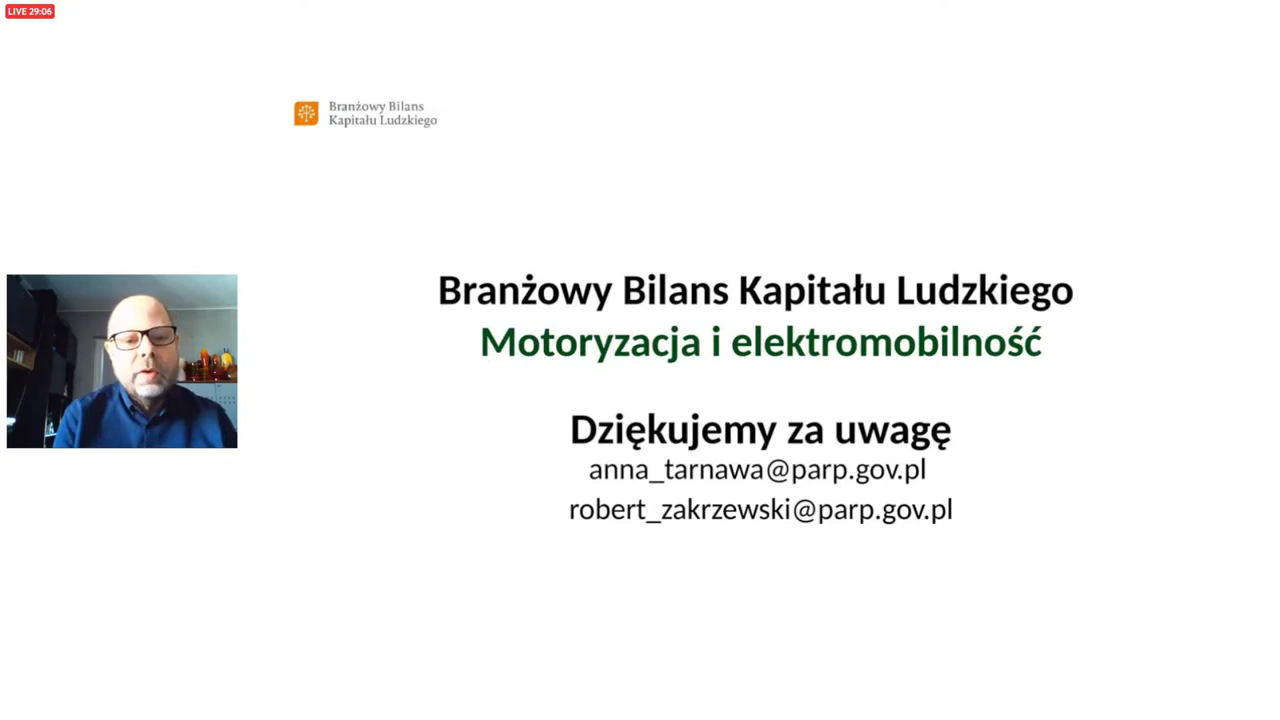 LIVE 29:06
Branżowy Bilans
Kapitału Ludzkiego
Branżowy Bilans Kapitału Ludzkiego
Motoryzacja i elektromobilność
Dziękujemy za uwagę
anna_tarnawa@parp.gov.pl
robert_zakrzewski@parp.gov.pl